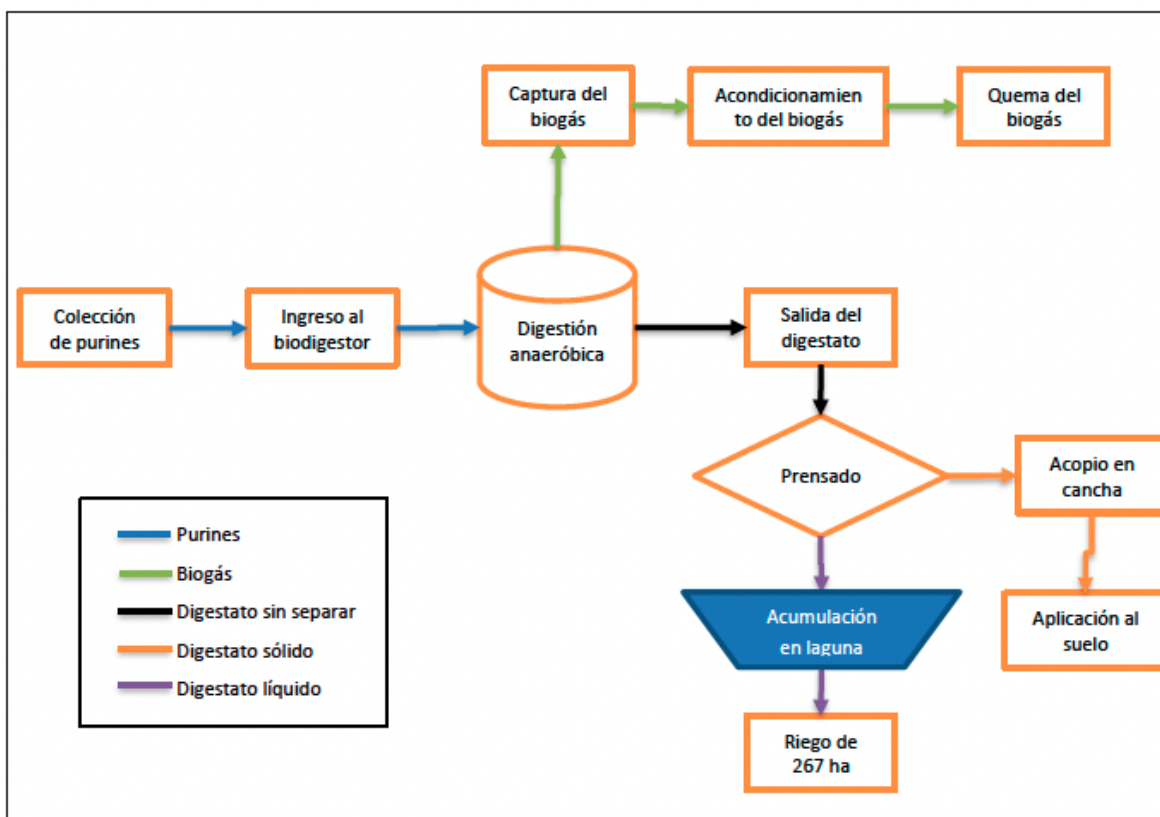 Captura del
biogás
Acondicionamien
to del biogás
Quema del
biogás
Colección
de purines
Ingreso al
biodigestor
Digestión
anaeróbica
Salida del
digestato
Prensado
Acopio en
cancha
Purines
Biogás
Digestato sin separar
Digestato sólido
Digestato líquido
Acumulación
en laguna
Aplicación al
suelo
Riego de
267 ha